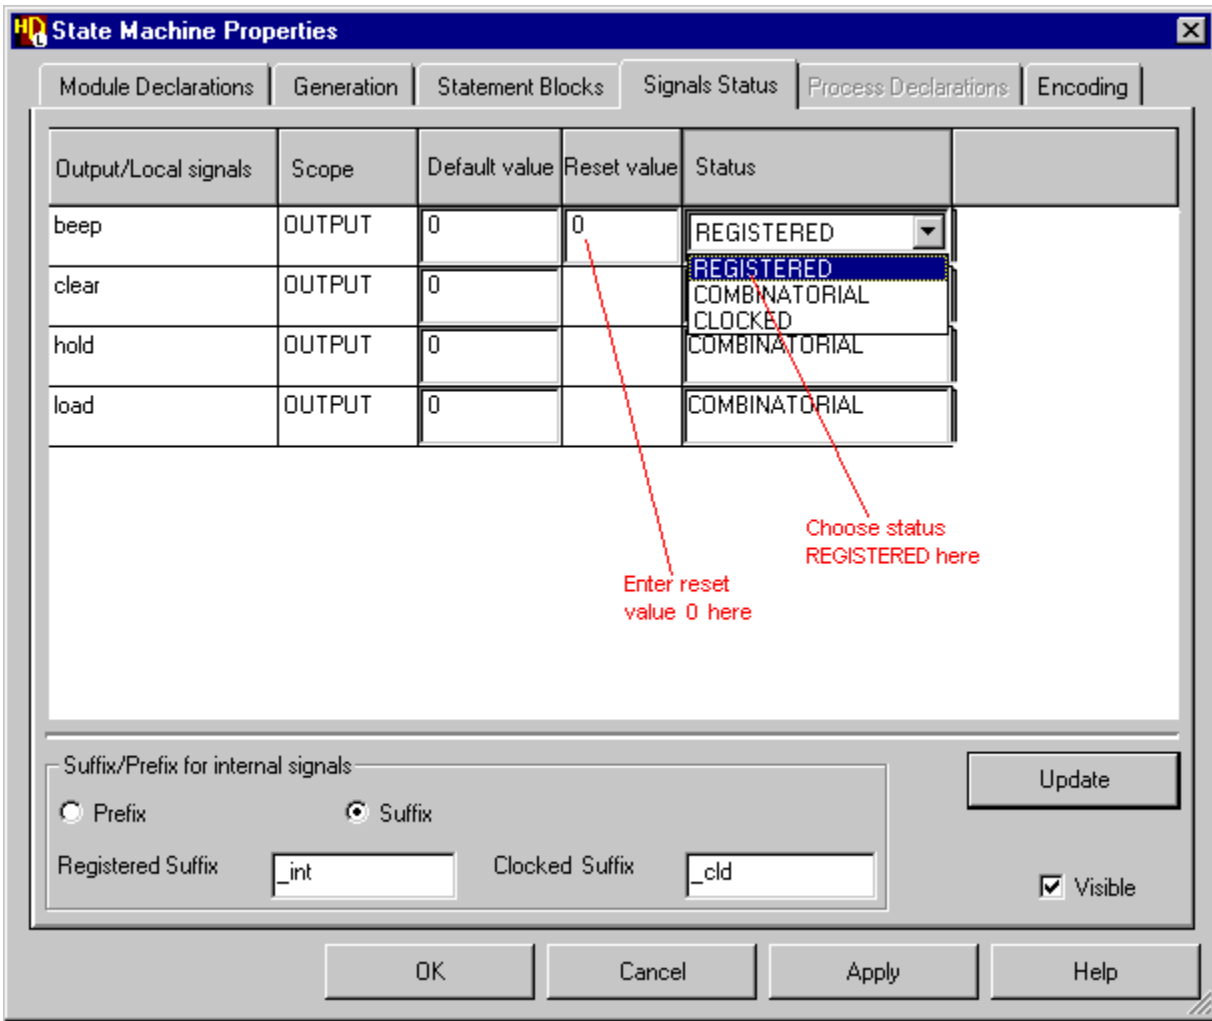 HDL State Machine Properties
Module Declarations Generation Statement Blocks Signals Status Process Declarations Encoding
Output/Local signals Scope Default value Reset value Status
beep OUTPUT 0 0 REGISTERED
REGISTERED
clear OUTPUT 0 COMBINATORIAL
CLOCKED
hold OUTPUT 0 COMBINATORIAL
load OUTPUT 0 COMBINATORIAL
Choose status
REGISTERED here
Enter reset
value 0 here
Suffix/Prefix for internal signals
Prefix Suffix
Update
Registered Suffix _int Clocked Suffix _cld
Visible
OK Cancel Apply Help